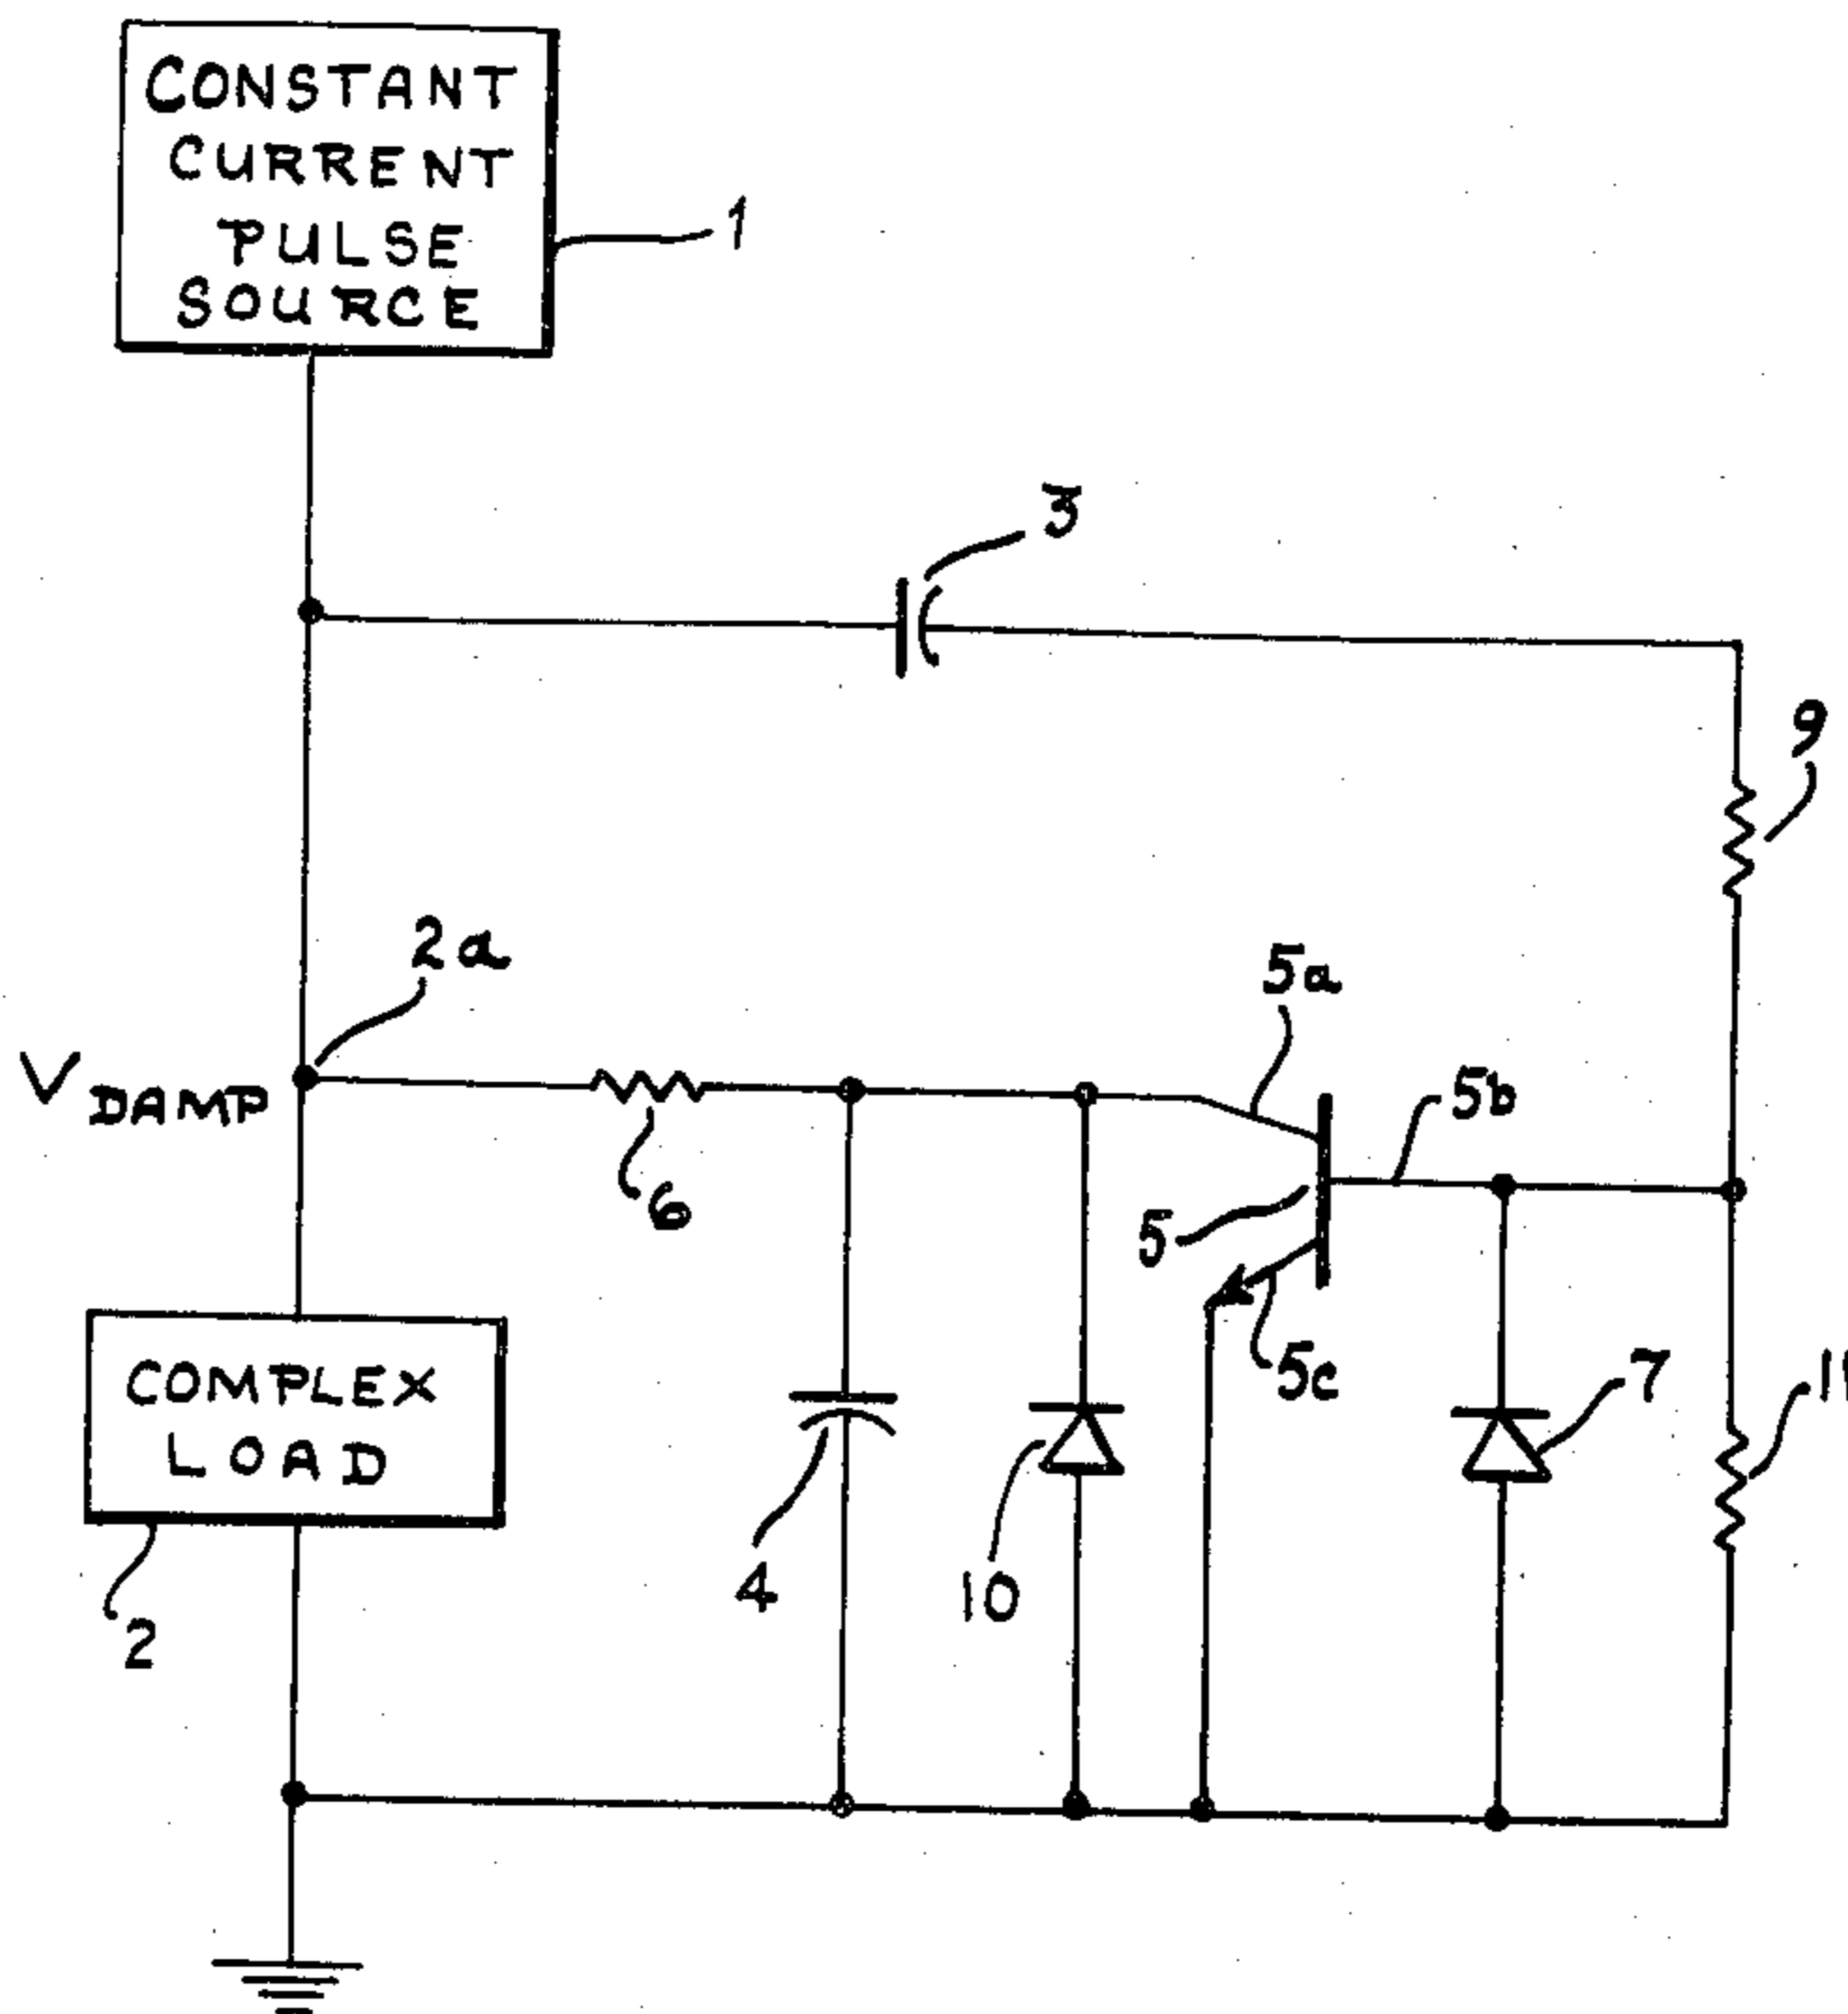 CONSTANT
CURRENT
PULSE
SOURCE
1
3
9
2a
5a
V DAMP
5b
6
5
5c
7
COMPLEX
LOAD
4
10
2